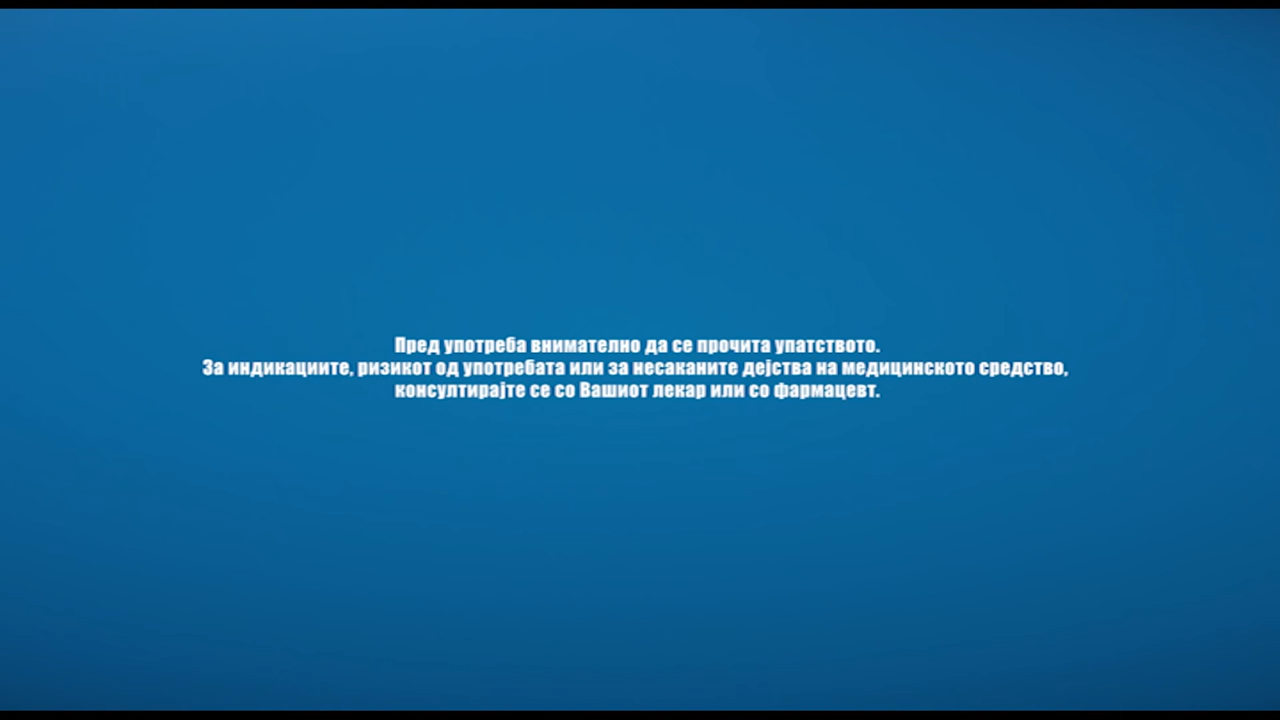 Пред употреба внимателно да се прочита упатството.
За индикациите, ризикот од употребата или за несаканите дејства на медицинското средство,
консултирајте се со Вашиот лекар или со фармацевт.